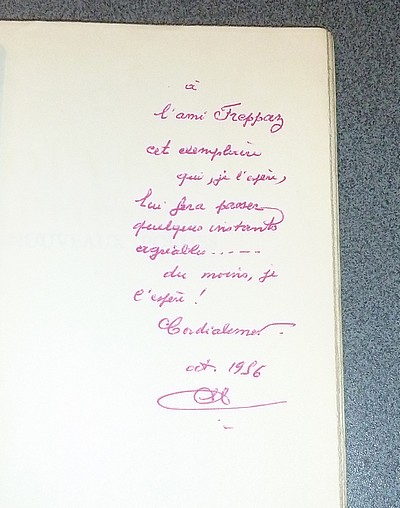 à
l'ami Freppaz
cet exemplaire
qui, je l'espère,
lui fera passer
quelques instants
agréables.....
du moins, je
l'espère !
Cordialement.
oct. 1956